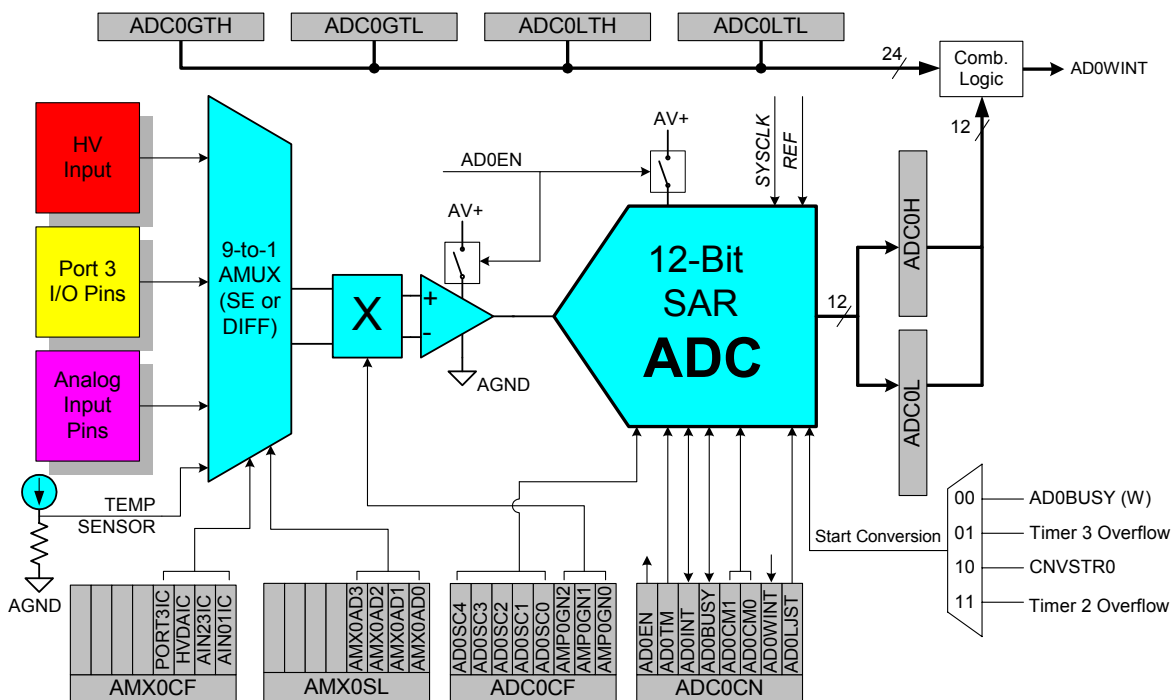 ADC0GTH
ADC0GTL
ADC0LTH
ADC0LTL
24
Comb.
Logic
AD0WINT
12
HV
Input
Port 3
I/O Pins
Analog
Input
Pins
TEMP
SENSOR
AGND
9-to-1
AMUX
(SE or
DIFF)
X
AD0EN
AV+
AV+
+
-
AGND
SYSCLK
REF
12-Bit
SAR
ADC
12
ADC0H
ADC0L
Start Conversion
00
AD0BUSY (W)
01
Timer 3 Overflow
10
CNVSTR0
11
Timer 2 Overflow
PORT3IC
HVDAIC
AIN23IC
AIN01IC
AMX0CF
AMX0AD3
AMX0AD2
AMX0AD1
AMX0AD0
AMX0SL
AD0SC4
AD0SC3
AD0SC2
AD0SC1
AD0SC0
AMP0GN2
AMP0GN1
AMP0GN0
ADC0CF
AD0EN
AD0TM
AD0INT
AD0BUSY
AD0CM1
AD0CM0
AD0WINT
AD0LJST
ADC0CN